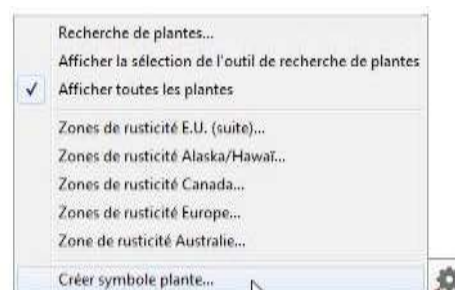 Recherche de plantes...
Afficher la sélection de l'outil de recherche de plantes
Afficher toutes les plantes
Zones de rusticité E.U. (suite)...
Zones de rusticité Alaska/Hawaï...
Zones de rusticité Canada...
Zones de rusticité Europe...
Zone de rusticité Australie...
Créer symbole plante...